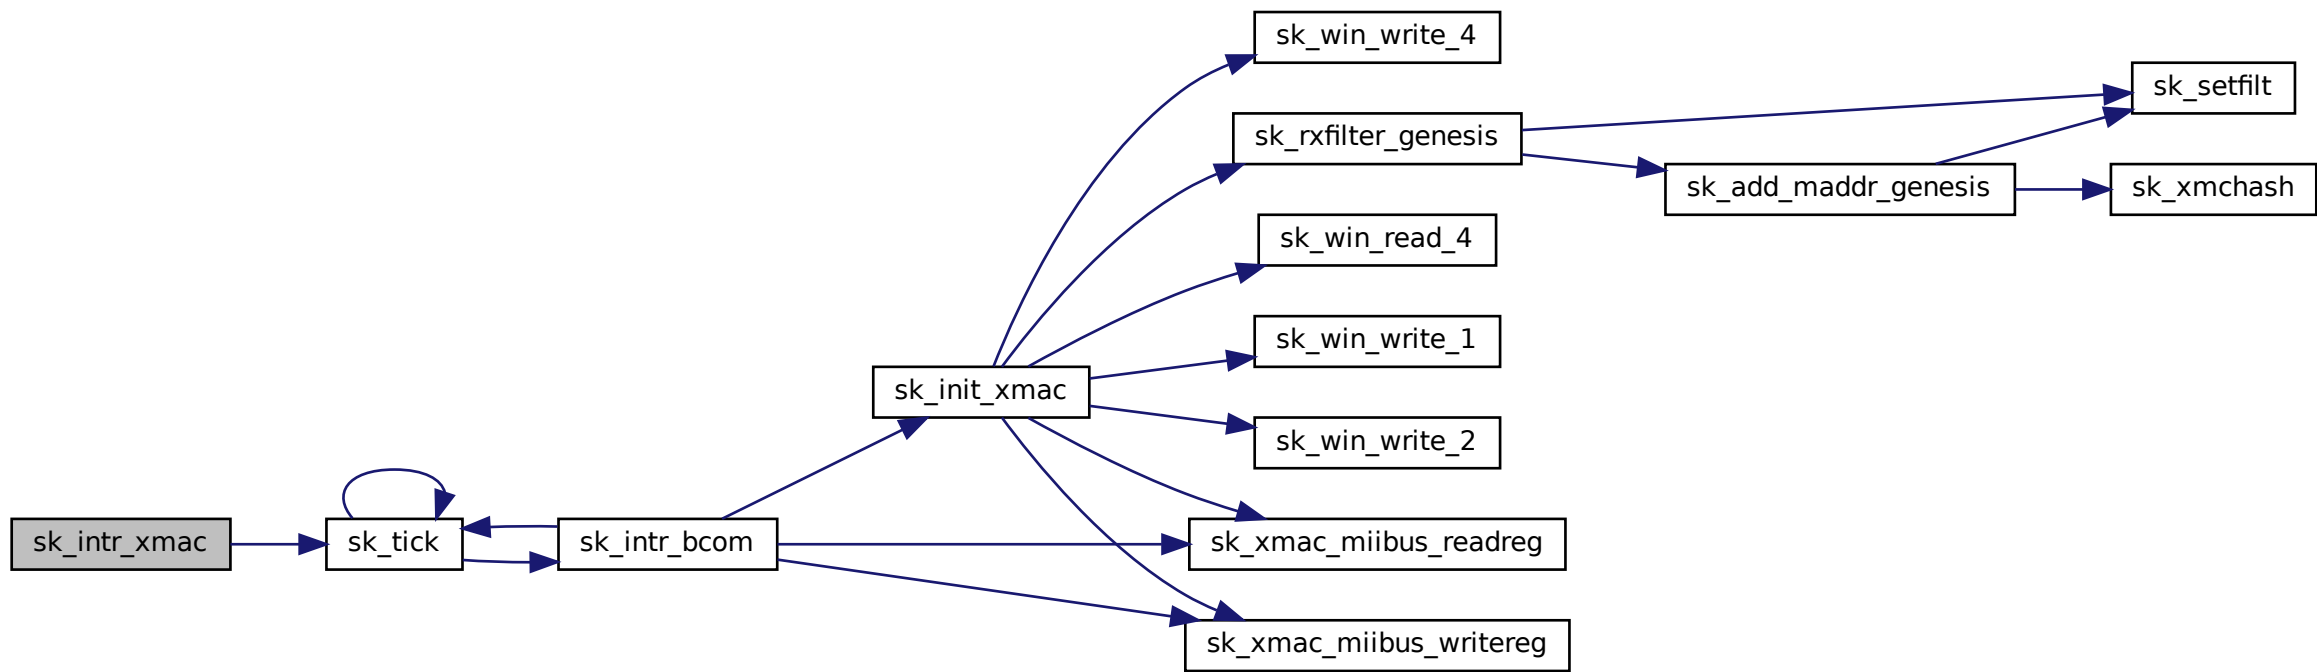 sk_win_write_4
sk_setfilt
sk_rxfilter_genesis
sk_add_maddr_genesis
sk_xmchash
sk_win_read_4
sk_win_write_1
sk_init_xmac
sk_win_write_2
sk_intr_xmac
sk_tick
sk_intr_bcom
sk_xmac_miibus_readreg
sk_xmac_miibus_writereg